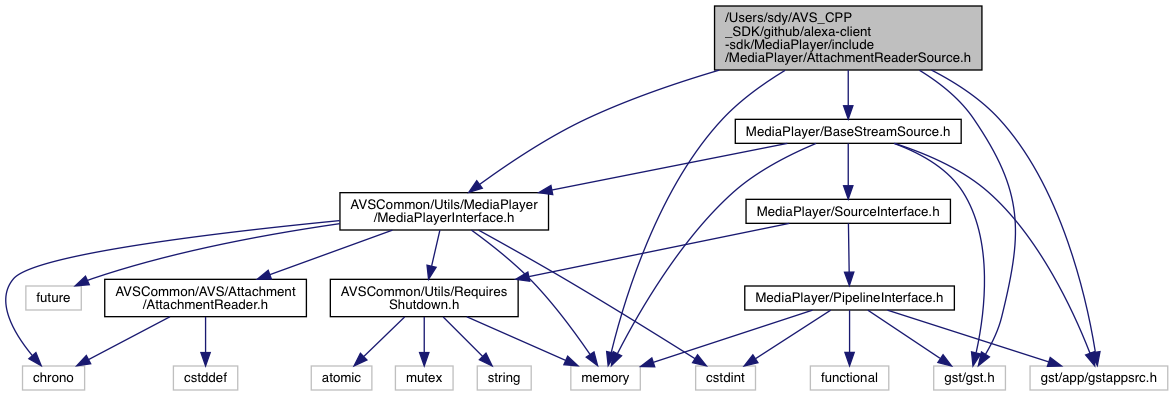 /Users/sdy/AVS_CPP
_SDK/github/alexa-client
-sdk/MediaPlayer/include
/MediaPlayer/AttachmentReaderSource.h
MediaPlayer/BaseStreamSource.h
AVSCommon/Utils/MediaPlayer
/MediaPlayerInterface.h
MediaPlayer/SourceInterface.h
future
AVSCommon/AVS/Attachment
/AttachmentReader.h
AVSCommon/Utils/Requires
Shutdown.h
MediaPlayer/PipelineInterface.h
chrono
cstddef
atomic
mutex
string
memory
cstdint
functional
gst/gst.h
gst/app/gstappsrc.h